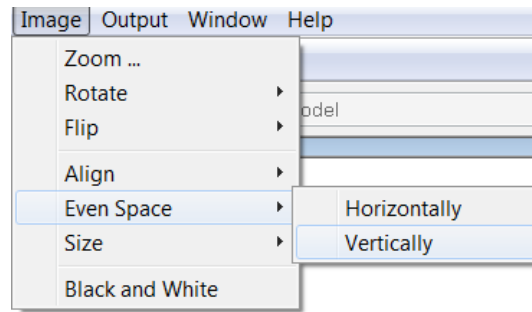 Image Output Window Help
Zoom ...
Rotate
odel
Flip
Align
Even Space
Horizontally
Size
Vertically
Black and White